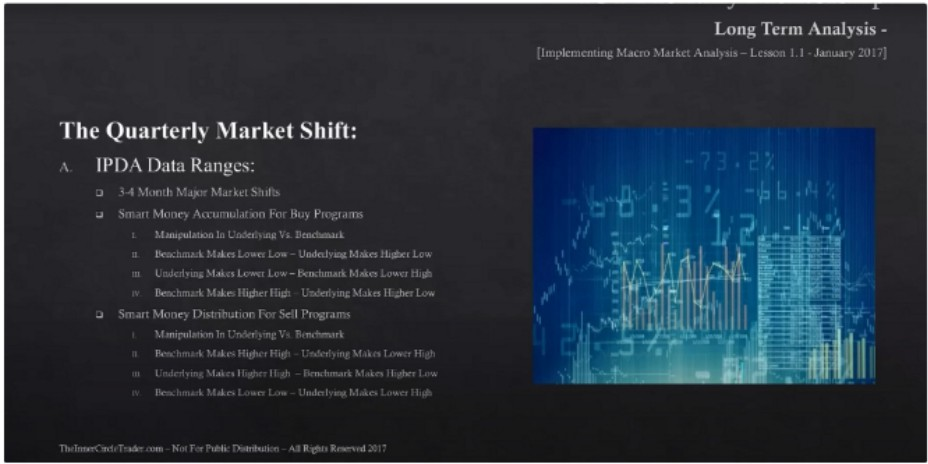 Long Term Analysis -
[Implementing Macro Market Analysis – Lesson 1.1 - January 2017]
The Quarterly Market Shift:
A. IPDA Data Ranges:
❑ 3-4 Month Major Market Shifts
❑ Smart Money Accumulation For Buy Programs
I. Manipulation In Underlying Vs. Benchmark
II. Benchmark Makes Lower Low – Underlying Makes Higher Low
III. Underlying Makes Lower Low – Benchmark Makes Lower High
IV. Benchmark Makes Higher High – Underlying Makes Higher Low
❑ Smart Money Distribution For Sell Programs
I. Manipulation In Underlying Vs. Benchmark
II. Benchmark Makes Higher High – Underlying Makes Lower High
III. Underlying Makes Higher High – Benchmark Makes Higher Low
IV. Benchmark Makes Lower Low – Underlying Makes Lower High
-73.2%
1.2
TheInnerCircleTrader.com – Not For Public Distribution – All Rights Reserved 2017